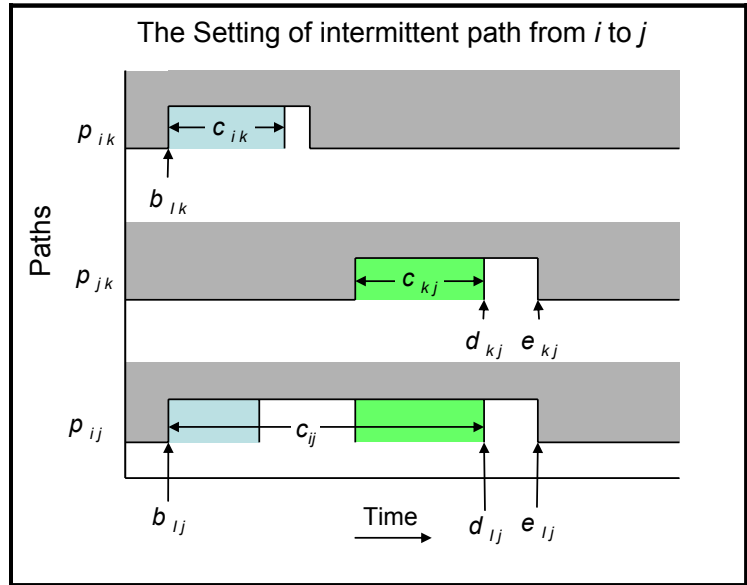 The Setting of intermittent path from i to j
Paths
p i k
c i k
b I k
p j k
c k j
d k j
e k j
p i j
c ij
b I j
Time
d I j
e I j